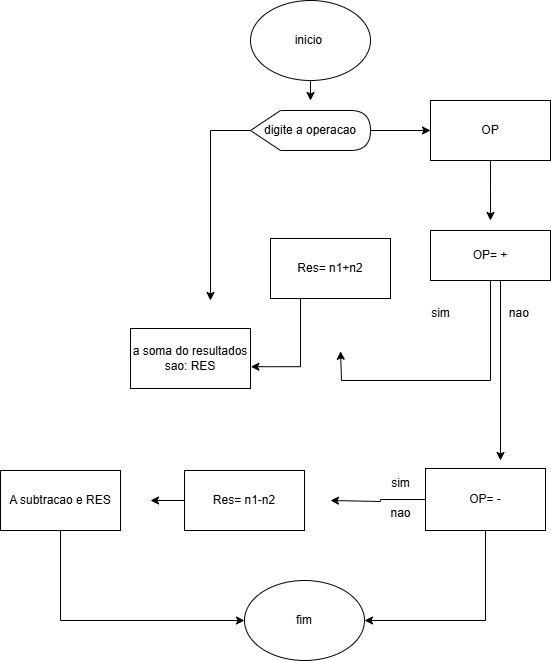 inicio
digite a operacao
OP
OP= +
Res= n1+n2
sim
nao
a soma do resultados
sao: RES
sim
OP= -
Res= n1-n2
A subtracao e RES
nao
fim